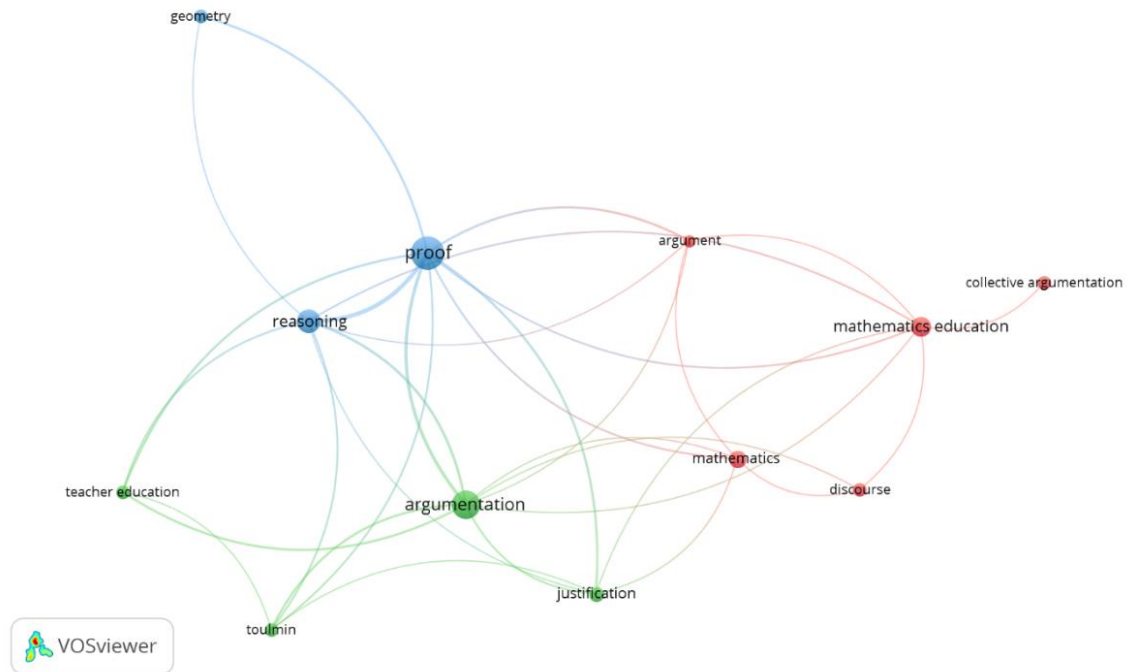 geometry
proof
argument
collective argumentation
reasoning
mathematics education
mathematics
teacher education
discourse
argumentation
justification
toulmin
VOSviewer